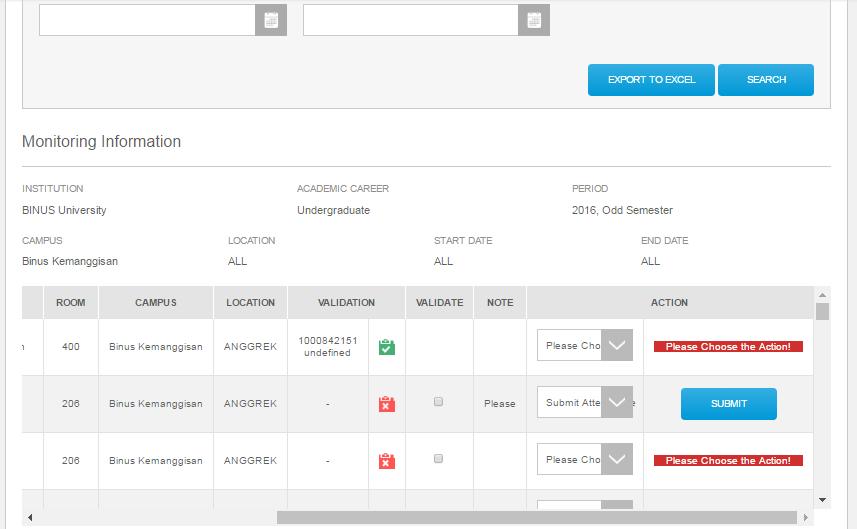 EXPORT TO EXCEL SEARCH
Monitoring Information
INSTITUTION ACADEMIC CAREER PERIOD
BINUS University Undergraduate 2016, Odd Semester
CAMPUS LOCATION START DATE END DATE
Binus Kemanggisan ALL ALL ALL
ROOM CAMPUS LOCATION VALIDATION VALIDATE NOTE ACTION
400 Binus Kemanggisan ANGGREK 1000842151 Please Cho Please Choose the Action!
undefined
206 Binus Kemanggisan ANGGREK - Please Submit Atte e SUBMIT
206 Binus Kemanggisan ANGGREK - Please Cho Please Choose the Action!